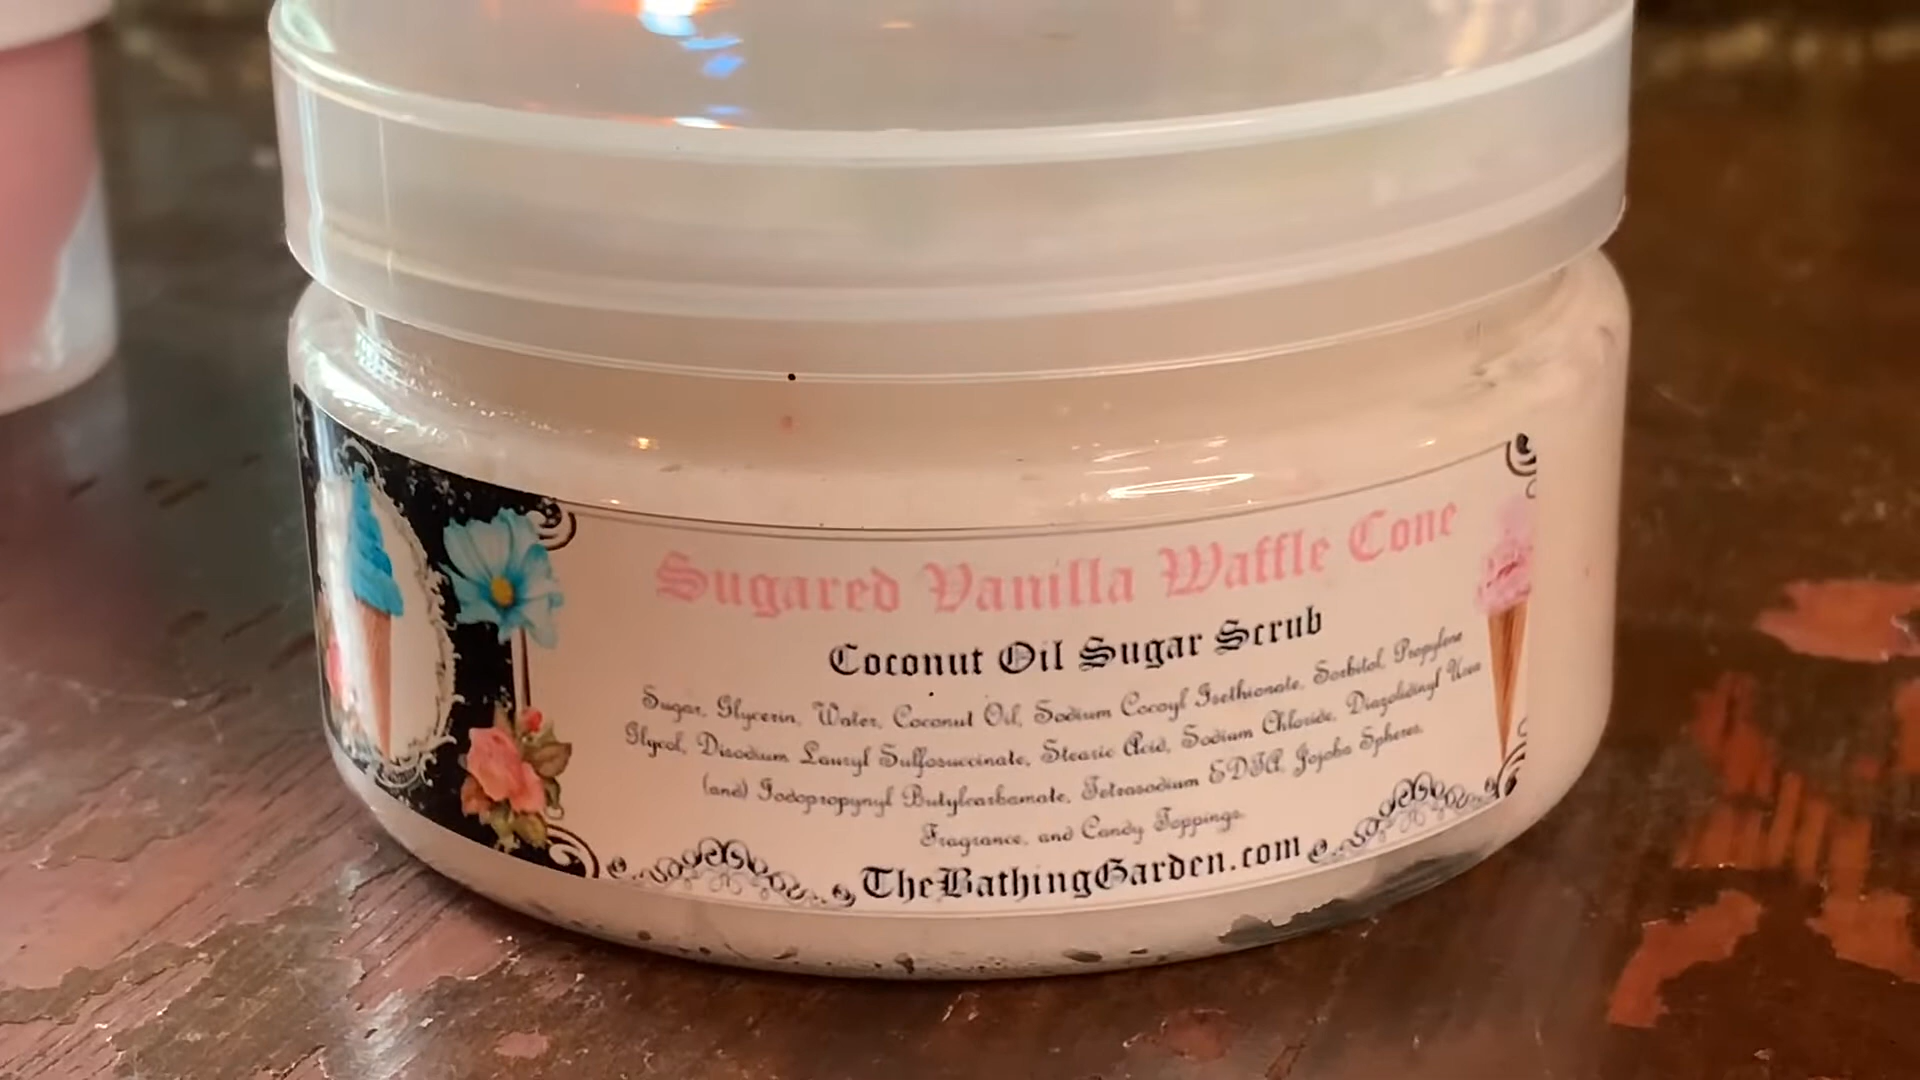 Sugared Vanilla Waffle Cone
Coconut Oil Sugar Scrub
Sugar, Glycerin, Water, Coconut Oil, Sodium Cocoyl Isethionate, Sorbitol, Propylene
Glycol, Disodium Lauryl Sulfosuccinate, Stearic Acid, Sodium Chloride, Diazolidinyl Urea
(and) Iodopropynyl Butylcarbamate, Tetrasodium EDTA, Jojoba Spheres,
Fragrance, and Candy Toppings.
TheBathingGarden.com